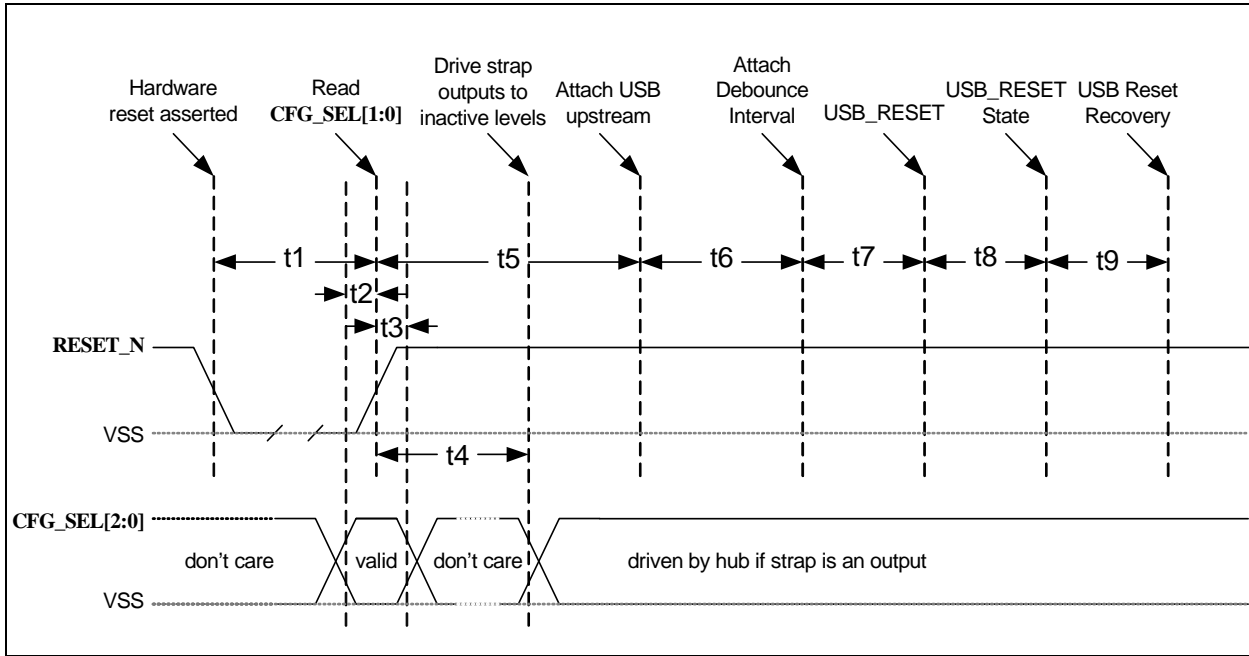 Hardware
reset asserted
Read
CFG_SEL[1:0]
Drive strap
outputs to
inactive levels
Attach USB
upstream
Attach
Debounce
Interval
USB_RESET
USB_RESET
State
USB Reset
Recovery
t1
t5
t6
t7
t8
t9
t2
t3
RESET_N
VSS
t4
CFG_SEL[2:0]
don't care
valid
don't care
driven by hub if strap is an output
VSS